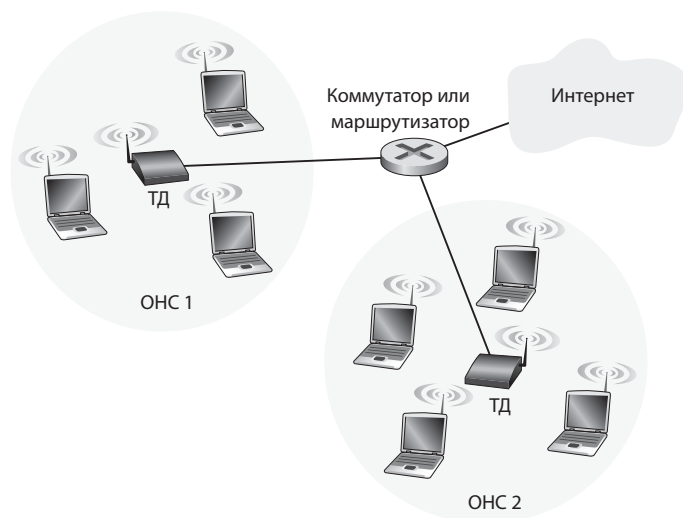 Коммутатор или
маршрутизатор
Интернет
ТД
ОНС 1
ТД
ОНС 2